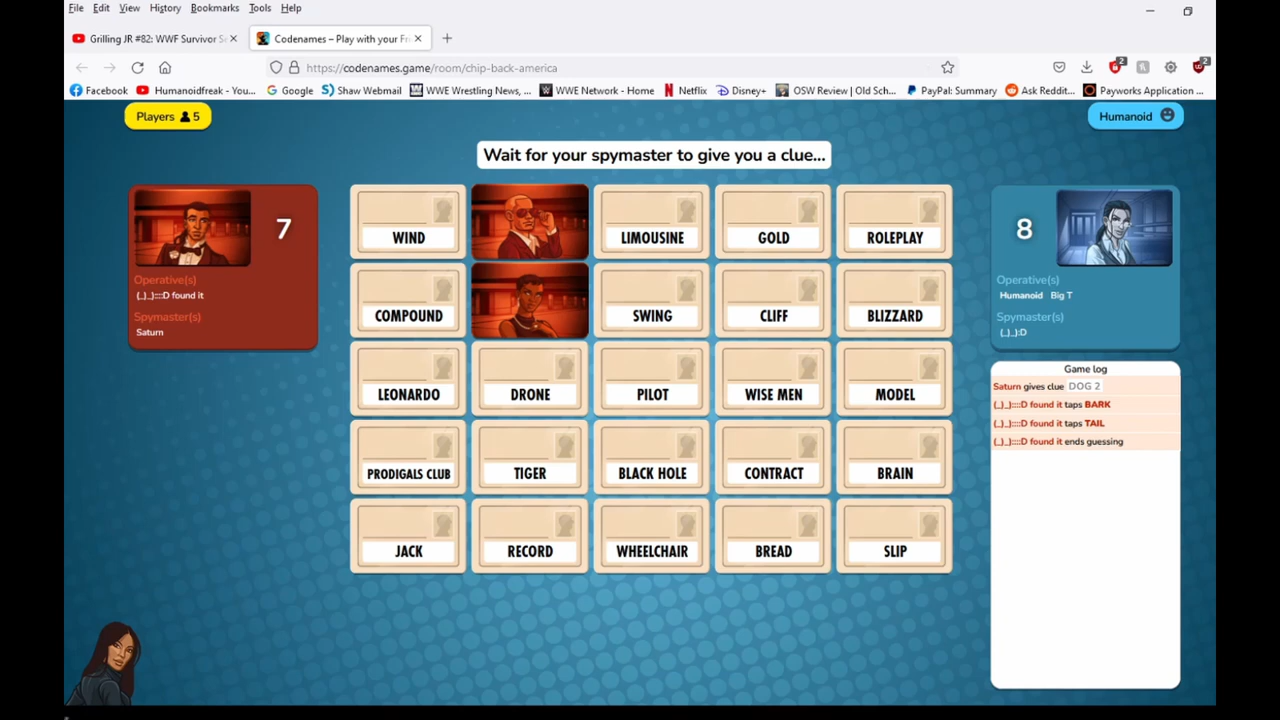 File Edit View History Bookmarks Tools Help
Grilling JR #82: WWF Survivor Se
Codenames – Play with your Fri
https://codenames.game/room/chip-back-america
2
2
Facebook Humanoidfreak - You... Google Shaw Webmail WWE Wrestling News, ... WWE Network - Home Netflix Disney+ OSW Review | Old Sch... PayPal: Summary Ask Reddit... Payworks Application ...
Players 5
Humanoid
Wait for your spymaster to give you a clue...
7
Operative(s)
(_)_)::::D found it
Spymaster(s)
Saturn
WIND LIMOUSINE GOLD ROLEPLAY
COMPOUND SWING CLIFF BLIZZARD
LEONARDO DRONE PILOT WISE MEN MODEL
PRODIGALS CLUB TIGER BLACK HOLE CONTRACT BRAIN
JACK RECORD WHEELCHAIR BREAD SLIP
8
Operative(s)
Humanoid Big T
Spymaster(s)
(_)_):D
Game log
Saturn gives clue DOG 2
(_)_)::::D found it taps BARK
(_)_)::::D found it taps TAIL
(_)_)::::D found it ends guessing